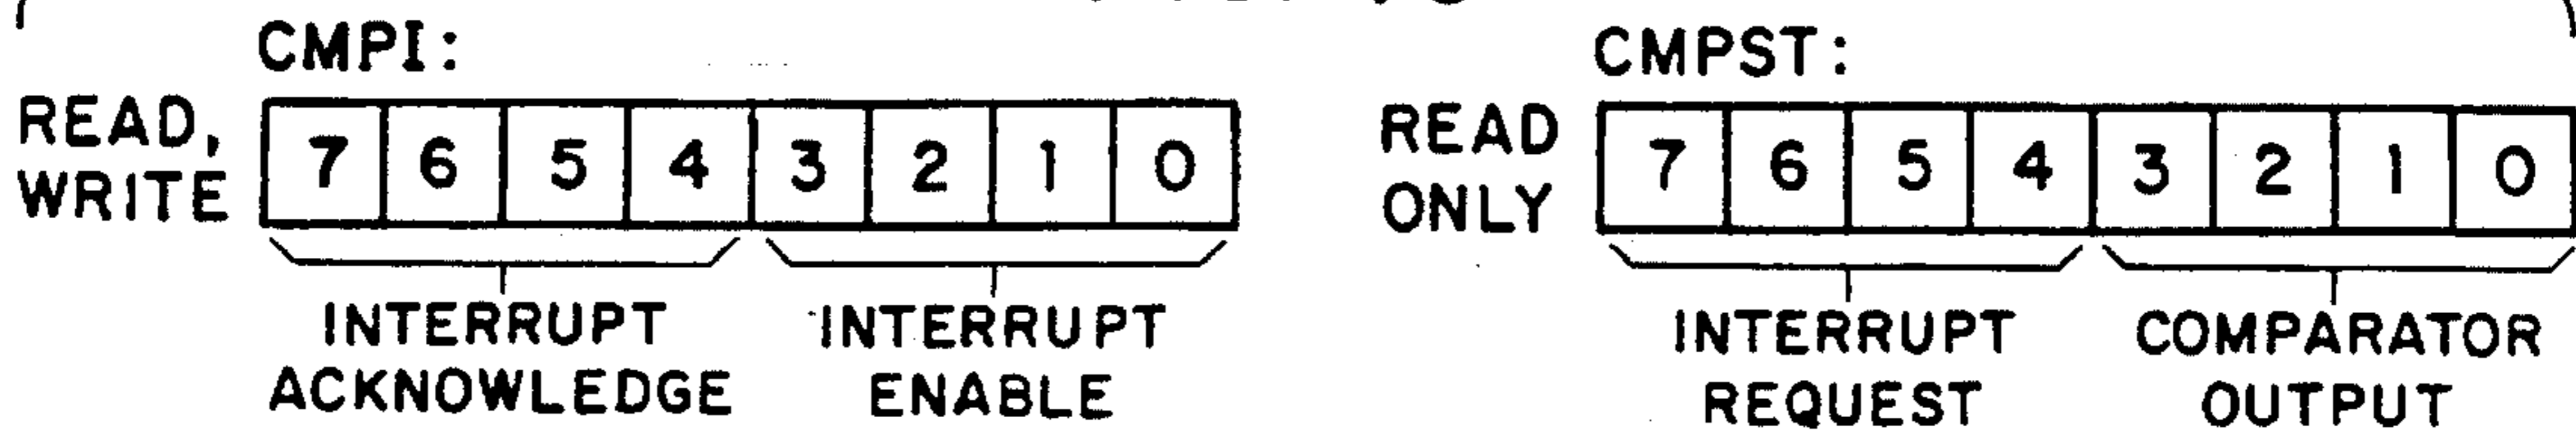 CMPI:
READ,
WRITE
7 6 5 4 3 2 1 0
INTERRUPT
ACKNOWLEDGE
INTERRUPT
ENABLE
CMPST:
READ
ONLY
7 6 5 4 3 2 1 0
INTERRUPT
REQUEST
COMPARATOR
OUTPUT